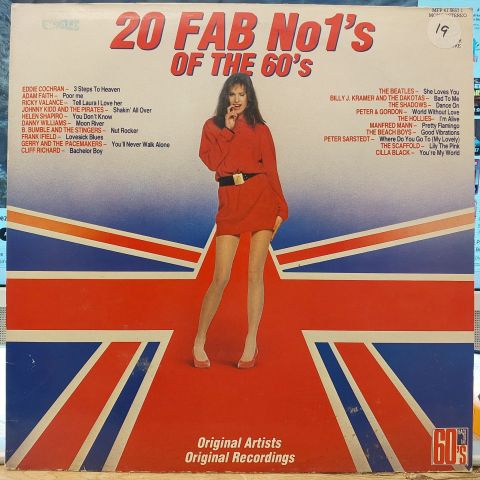 MFP 41 5697 1
MONO/STEREO
19
20 FAB No1's
OF THE 60's
EDDIE COCHRAN – 3 Steps To Heaven
ADAM FAITH – Poor me
RICKY VALANCE – Tell Laura I Love her
JOHNNY KIDD AND THE PIRATES – Shakin' All Over
HELEN SHAPIRO – You Don't Know
DANNY WILLIAMS – Moon River
B. BUMBLE AND THE STINGERS – Nut Rocker
FRANK IFIELD – Lovesick Blues
GERRY AND THE PACEMAKERS – You'll Never Walk Alone
CLIFF RICHARD – Bachelor Boy
THE BEATLES – She Loves You
BILLY J. KRAMER AND THE DAKOTAS – Bad To Me
THE SHADOWS – Dance On
PETER & GORDON – World Without Love
THE HOLLIES – I'm Alive
MANFRED MANN – Pretty Flamingo
THE BEACH BOYS – Good Vibrations
PETER SARSTEDT – Where Do You Go To (My Lovely)
THE SCAFFOLD – Lily The Pink
CILLA BLACK – You're My World
Original Artists
Original Recordings
60'S